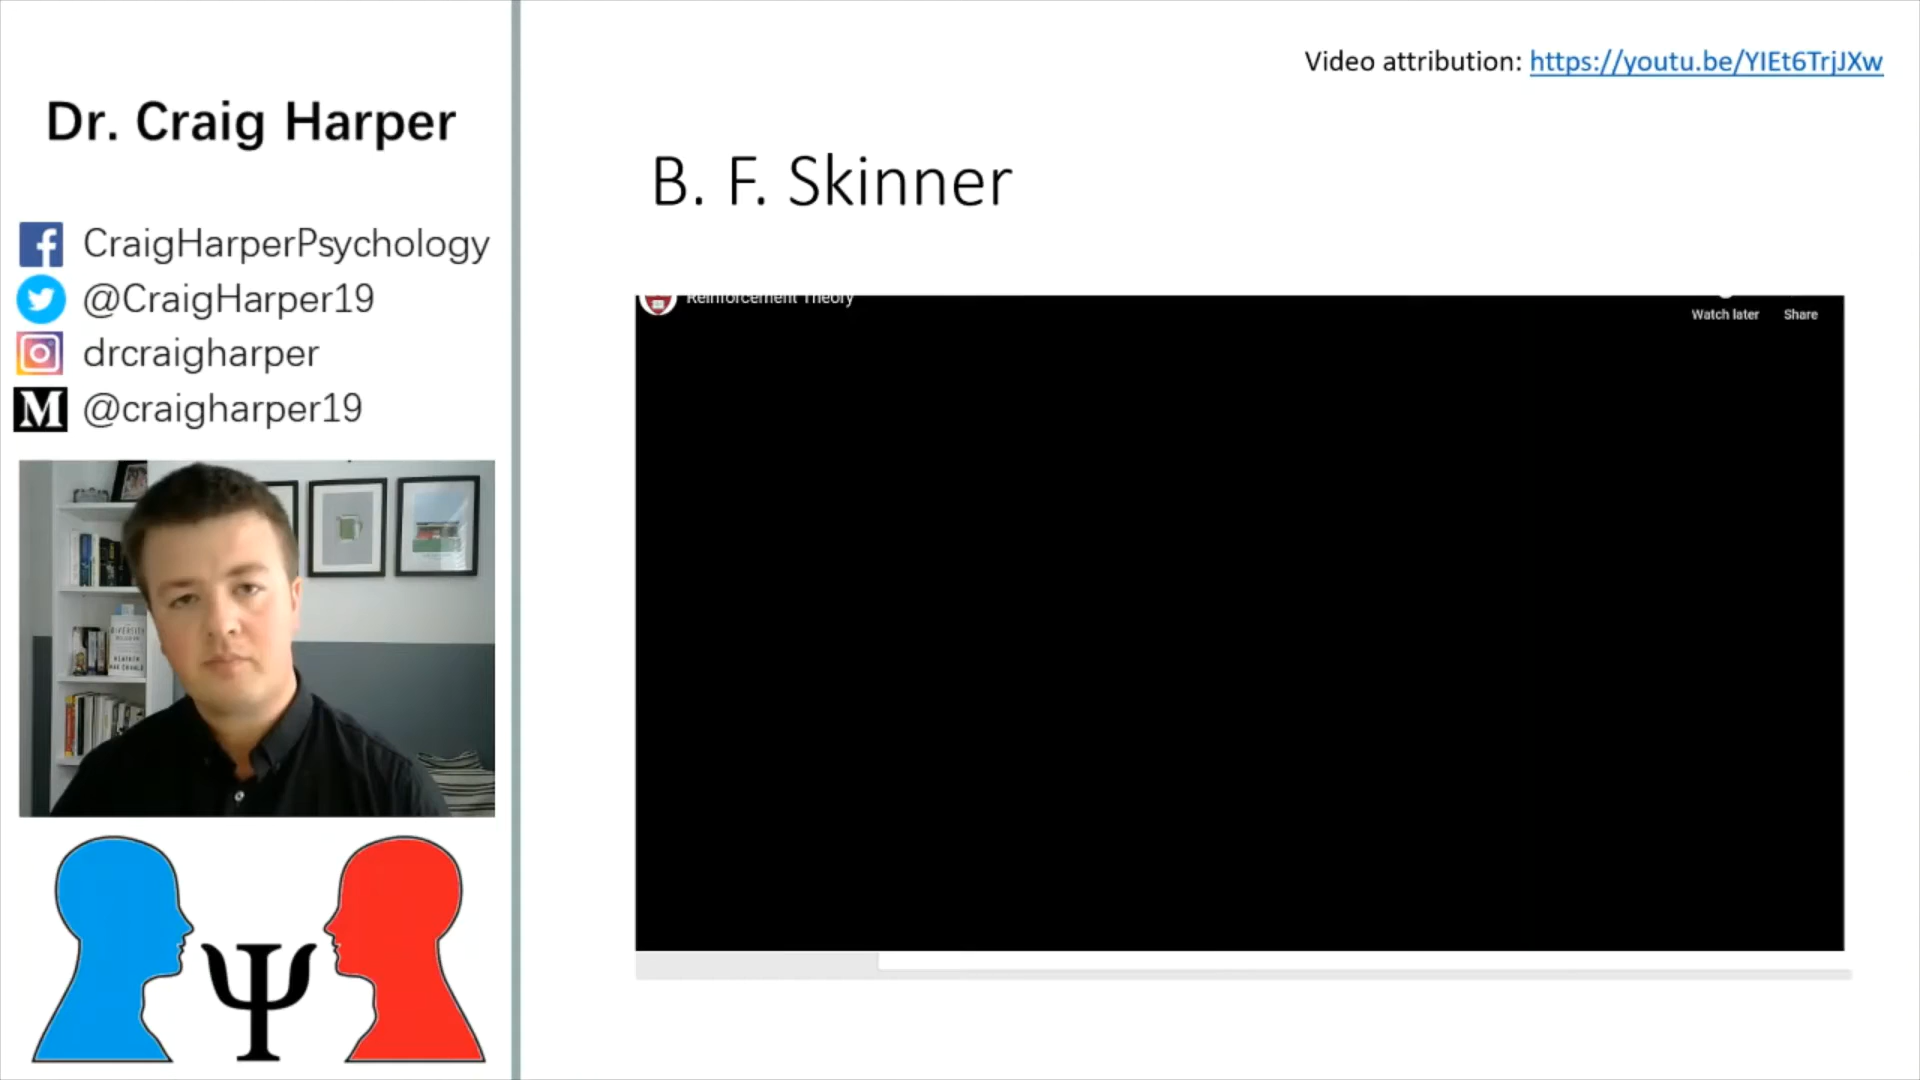 Dr. Craig Harper
CraigHarperPsychology
@CraigHarper19
drcraigharper
M @craigharper19
Ψ
Video attribution: https://youtu.be/YIEt6TrjJXw
B. F. Skinner
Reinforcement Theory
Watch later Share